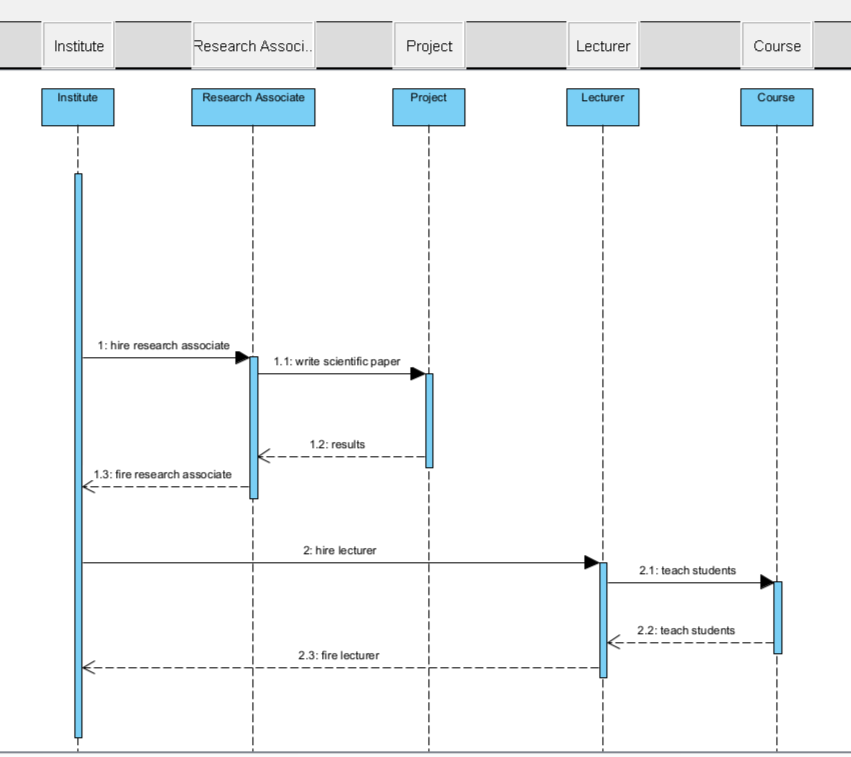 Institute
Research Associ..
Project
Lecturer
Course
Institute
Research Associate
Project
Lecturer
Course
1: hire research associate
1.1: write scientific paper
1.2: results
1.3: fire research associate
2: hire lecturer
2.1: teach students
2.2: teach students
2.3: fire lecturer